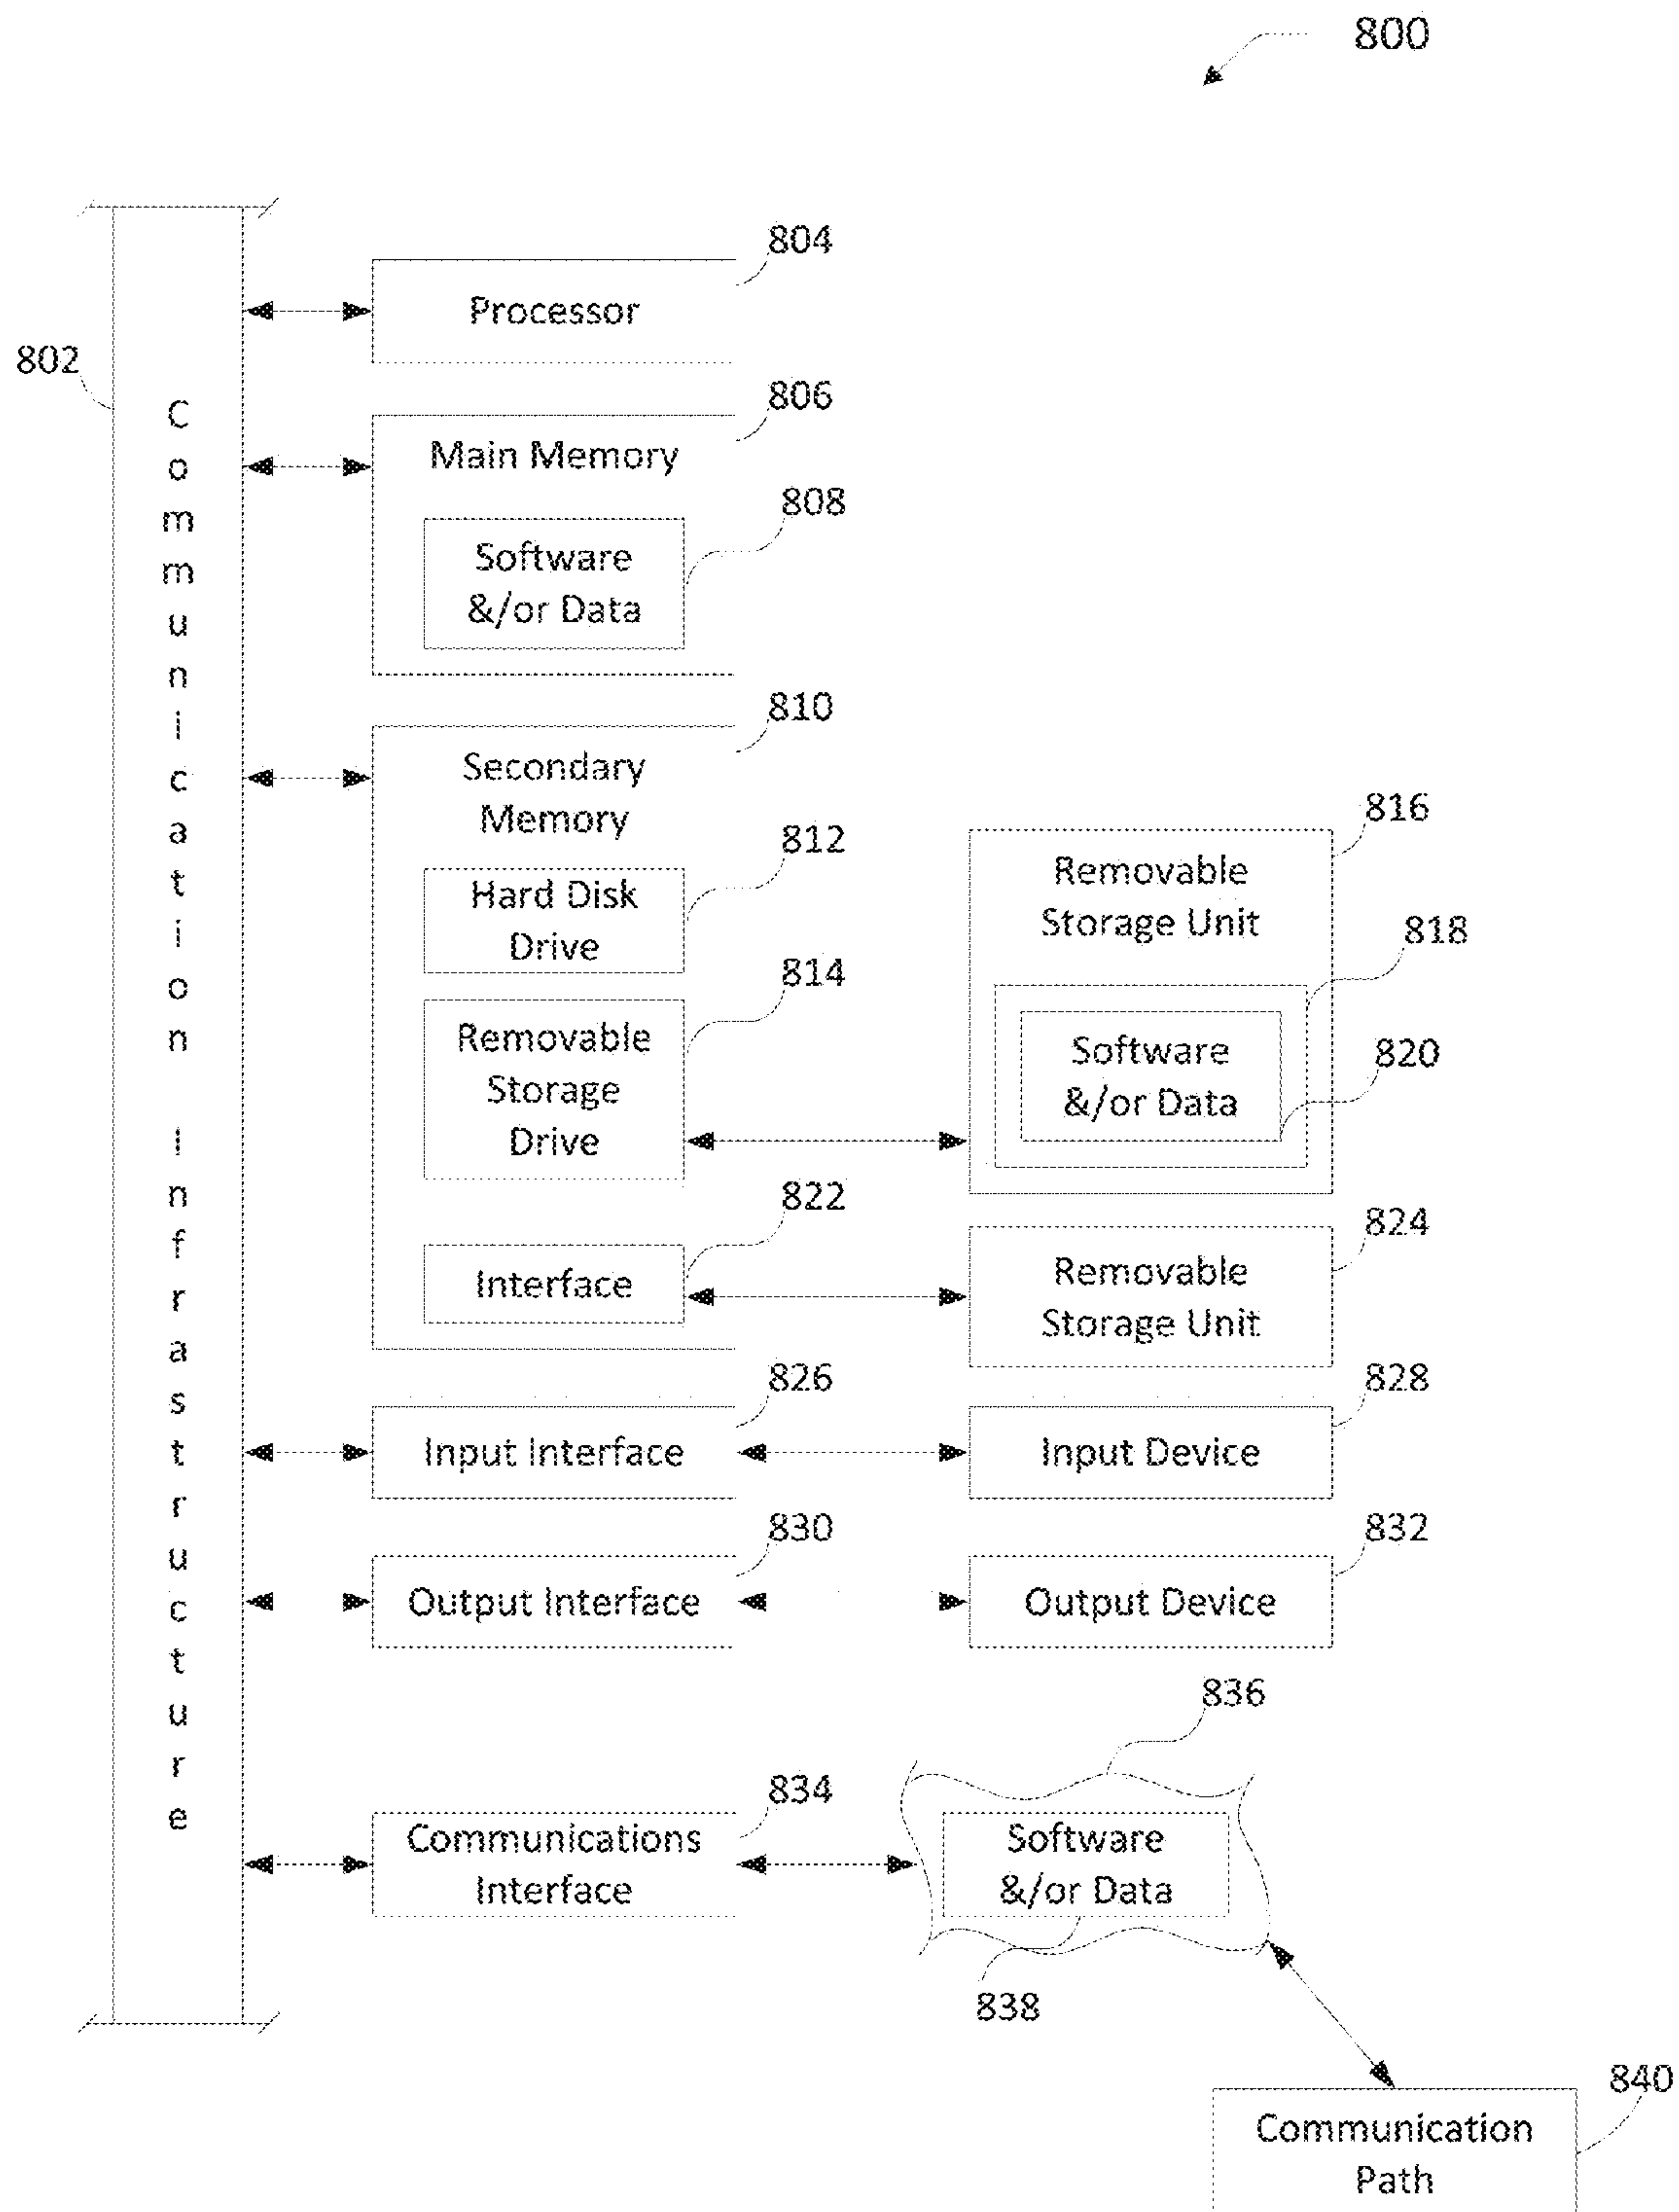 800
804
Processor
802
806
Main Memory
808
Software
&/or Data
810
Secondary
Memory
812
Hard Disk
Drive
814
Removable
Storage
Drive
816
Removable
Storage Unit
818
Software
&/or Data
820
822
Interface
824
Removable
Storage Unit
826
Input Interface
828
Input Device
830
Output Interface
832
Output Device
834
Communications
Interface
836
Software
&/or Data
838
840
Communication
Path
Communication Infrastructure